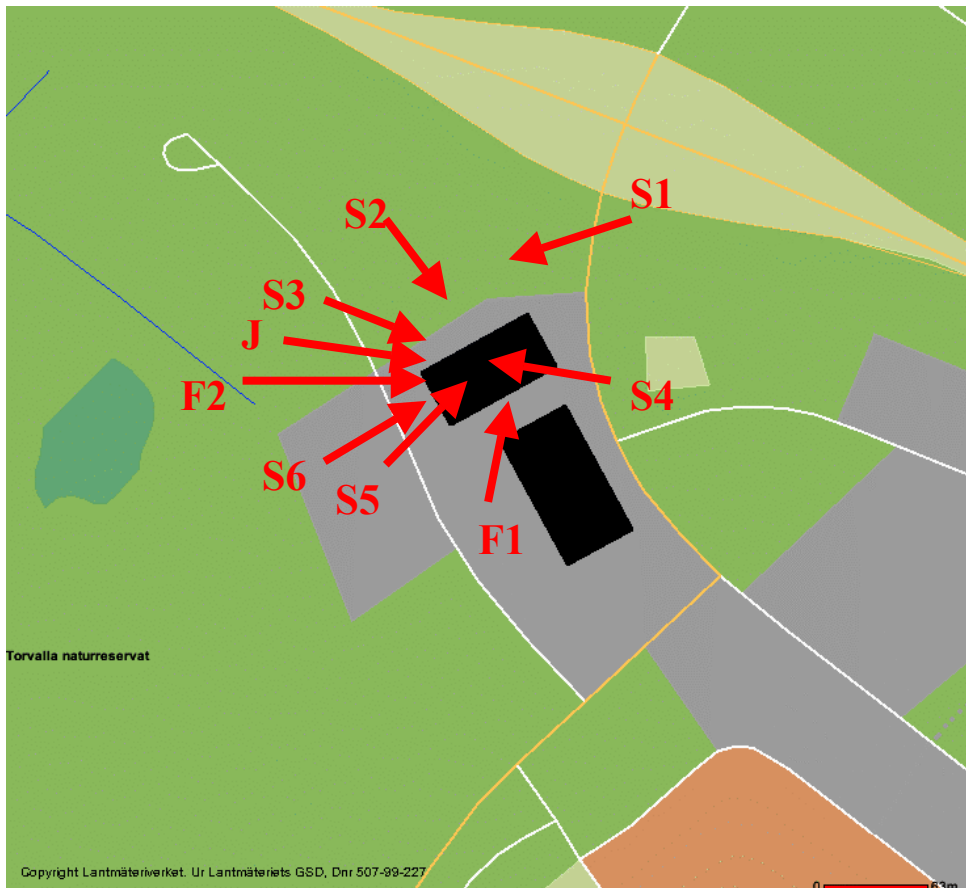 S1
S2
S3
J
F2
S4
S6
S5
F1
Torvalla naturreservat
Copyright Lantmäteriverket. Ur Lantmäteriets GSD, Dnr 507-99-227
0 63m